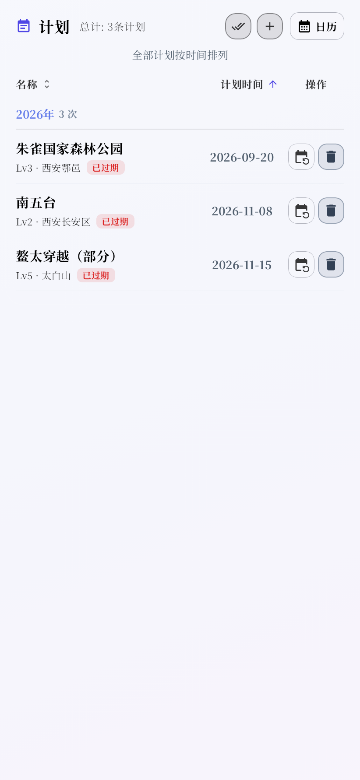 计划 总计: 3条计划 日历
全部计划按时间排列
名称 计划时间 操作
2026年 3 次
朱雀国家森林公园
Lv3 · 西安鄠邑 已过期
2026-09-20
南五台
Lv2 · 西安长安区 已过期
2026-11-08
鳌太穿越（部分）
Lv5 · 太白山 已过期
2026-11-15